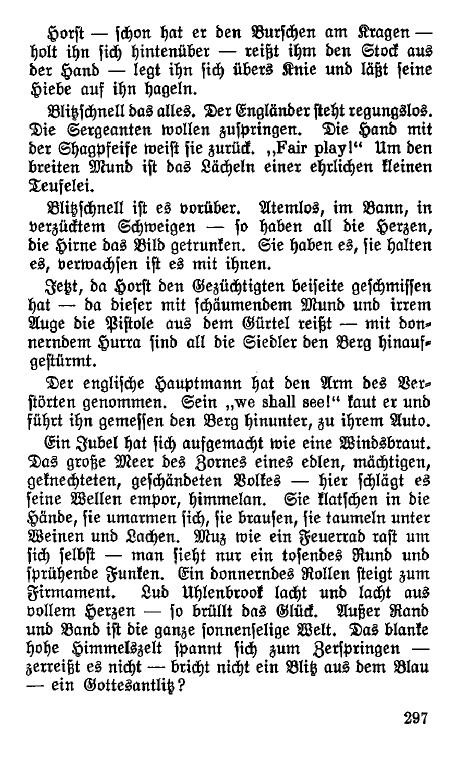 Horst — schon hat er den Burschen am Kragen —
holt ihn sich hintenüber — reißt ihm den Stock aus
der Hand — legt ihn sich übers Knie und läßt seine
Hiebe auf ihn hageln.
Blitzschnell das alles. Der Engländer steht regungslos.
Die Sergeanten wollen zuspringen. Die Hand mit
der Shagpfeife weist sie zurück. „Fair play!“ Um den
breiten Mund ist das Lächeln einer ehrlichen kleinen
Teufelei.
Blitzschnell ist es vorüber. Atemlos, im Bann, in
verzücktem Schweigen — so haben all die Herzen,
die Hirne das Bild getrunken. Sie haben es, sie halten
es, verwachsen ist es mit ihnen.
Jetzt, da Horst den Gezüchtigten beiseite geschmissen
hat — da dieser mit schäumendem Mund und irrem
Auge die Pistole aus dem Gürtel reißt — mit don-
nerndem Hurra sind all die Siedler den Berg hinauf-
gestürmt.
Der englische Hauptmann hat den Arm des Ver-
störten genommen. Sein „we shall see!“ kaut er und
führt ihn gemessen den Berg hinunter, zu ihrem Auto.
Ein Jubel hat sich aufgemacht wie eine Windsbraut.
Das große Meer des Zornes eines edlen, mächtigen,
geknechteten, geschändeten Volkes — hier schlägt es
seine Wellen empor, himmelan. Sie klatschen in die
Hände, sie umarmen sich, sie brausen, sie taumeln unter
Weinen und Lachen. Muz wie ein Feuerrad rast um
sich selbst — man sieht nur ein tosendes Rund und
sprühende Funken. Ein donnerndes Rollen steigt zum
Firmament. Lud Uhlenbrook lacht und lacht aus
vollem Herzen — so brüllt das Glück. Außer Rand
und Band ist die ganze sonnenselige Welt. Das blanke
hohe Himmelszelt spannt sich zum Zerspringen —
zerreißt es nicht — bricht nicht ein Blitz aus dem Blau
— ein Gottesantlitz?
297